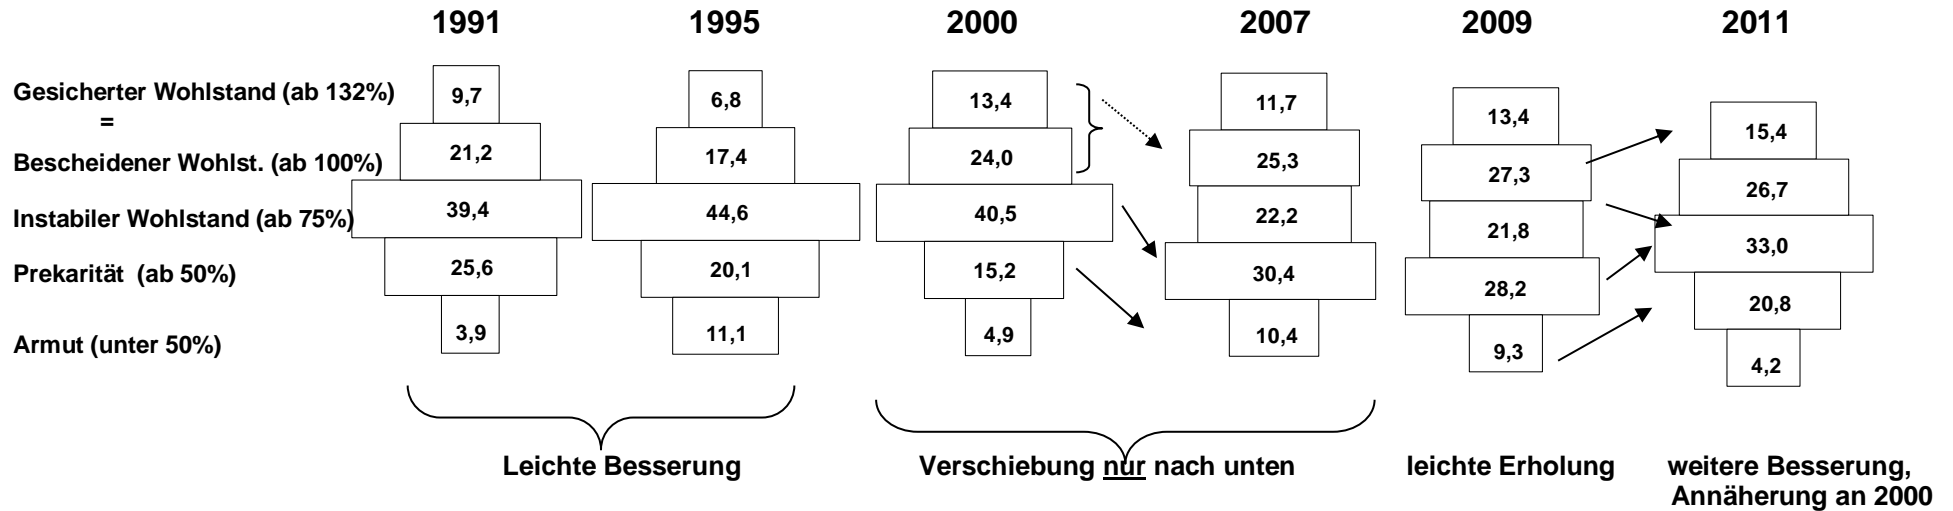 1991 1995 2000 2007 2009 2011
Gesicherter Wohlstand (ab 132%) 9,7 6,8 13,4 11,7 13,4 15,4
=
Bescheidener Wohlst. (ab 100%) 21,2 17,4 24,0 25,3 27,3 26,7
Instabiler Wohlstand (ab 75%) 39,4 44,6 40,5 22,2 21,8 33,0
Prekarität (ab 50%) 25,6 20,1 15,2 30,4 28,2 20,8
Armut (unter 50%) 3,9 11,1 4,9 10,4 9,3 4,2
Leichte Besserung Verschiebung nur nach unten leichte Erholung weitere Besserung,
Annäherung an 2000